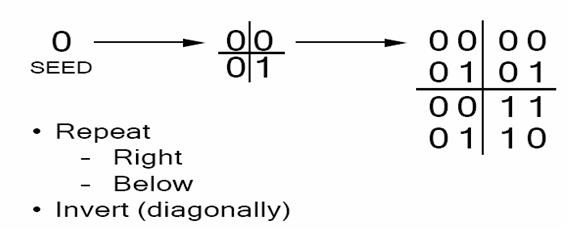 0 0 0 0 0 0 0
SEED 0 1 0 1 0 1
0 0 1 1
0 1 1 0
• Repeat
- Right
- Below
• Invert (diagonally)